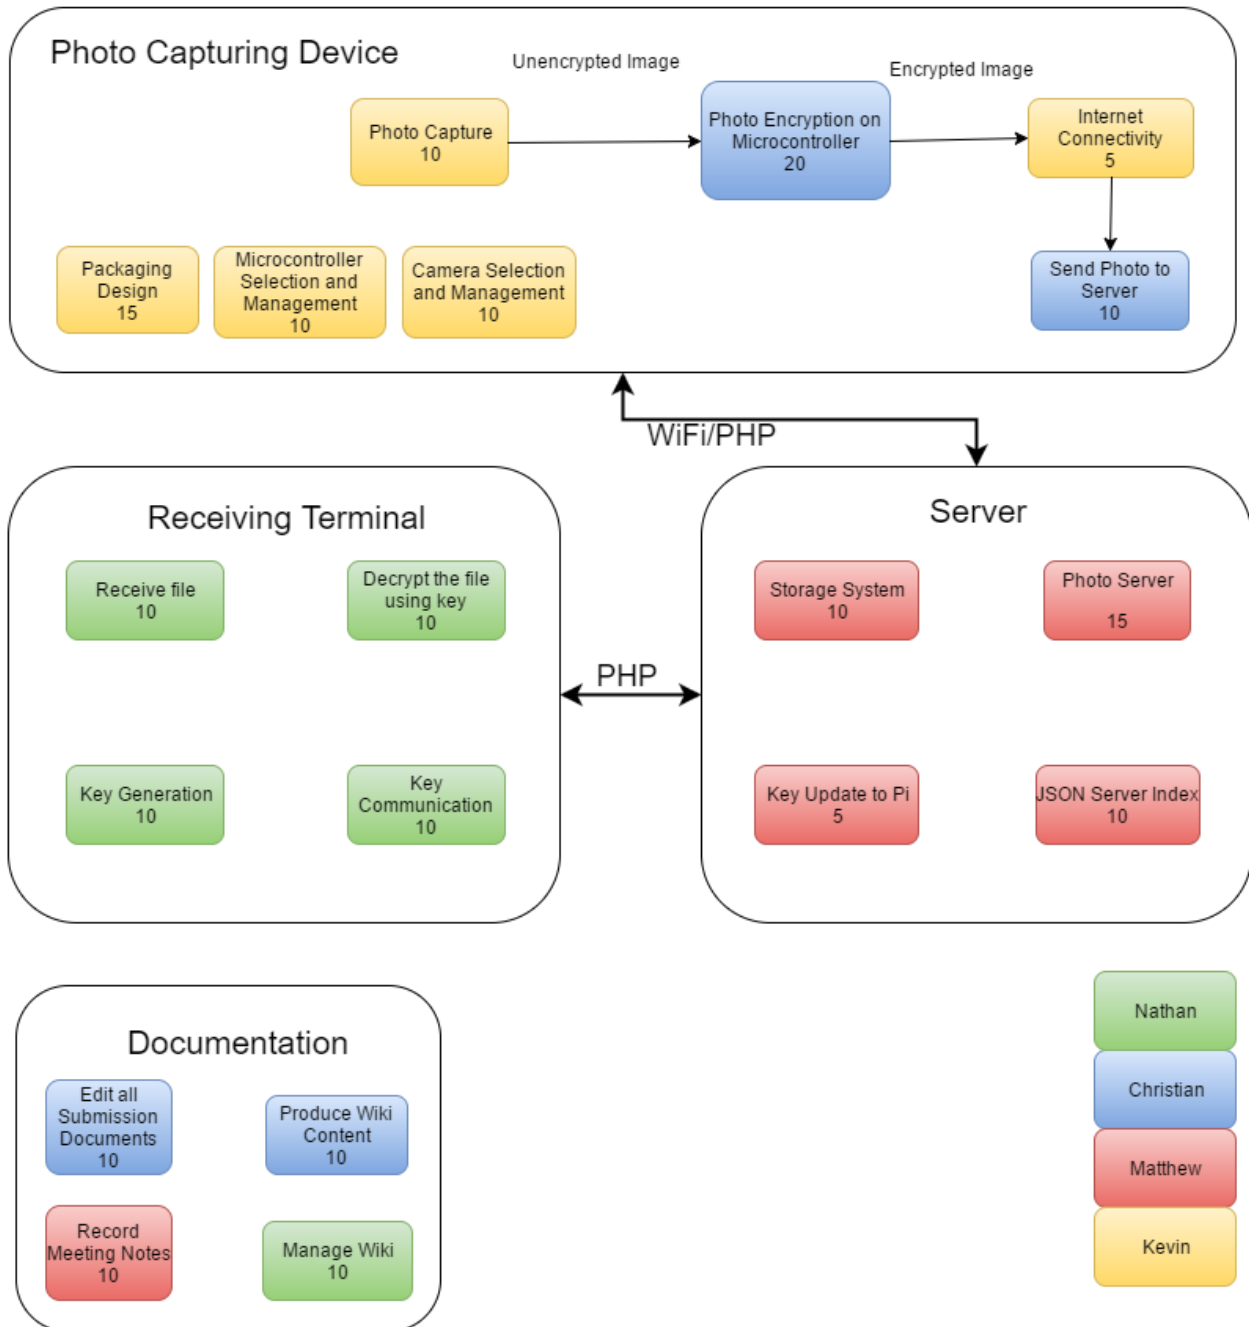 Photo Capturing Device
Unencrypted Image
Encrypted Image
Photo Capture
10
Photo Encryption on
Microcontroller
20
Internet
Connectivity
5
Packaging
Design
15
Microcontroller
Selection and
Management
10
Camera Selection
and Management
10
Send Photo to
Server
10
WiFi/PHP
Receiving Terminal
Receive file
10
Decrypt the file
using key
10
Key Generation
10
Key
Communication
10
PHP
Server
Storage System
10
Photo Server
15
Key Update to Pi
5
JSON Server Index
10
Documentation
Edit all
Submission
Documents
10
Produce Wiki
Content
10
Record
Meeting Notes
10
Manage Wiki
10
Nathan
Christian
Matthew
Kevin